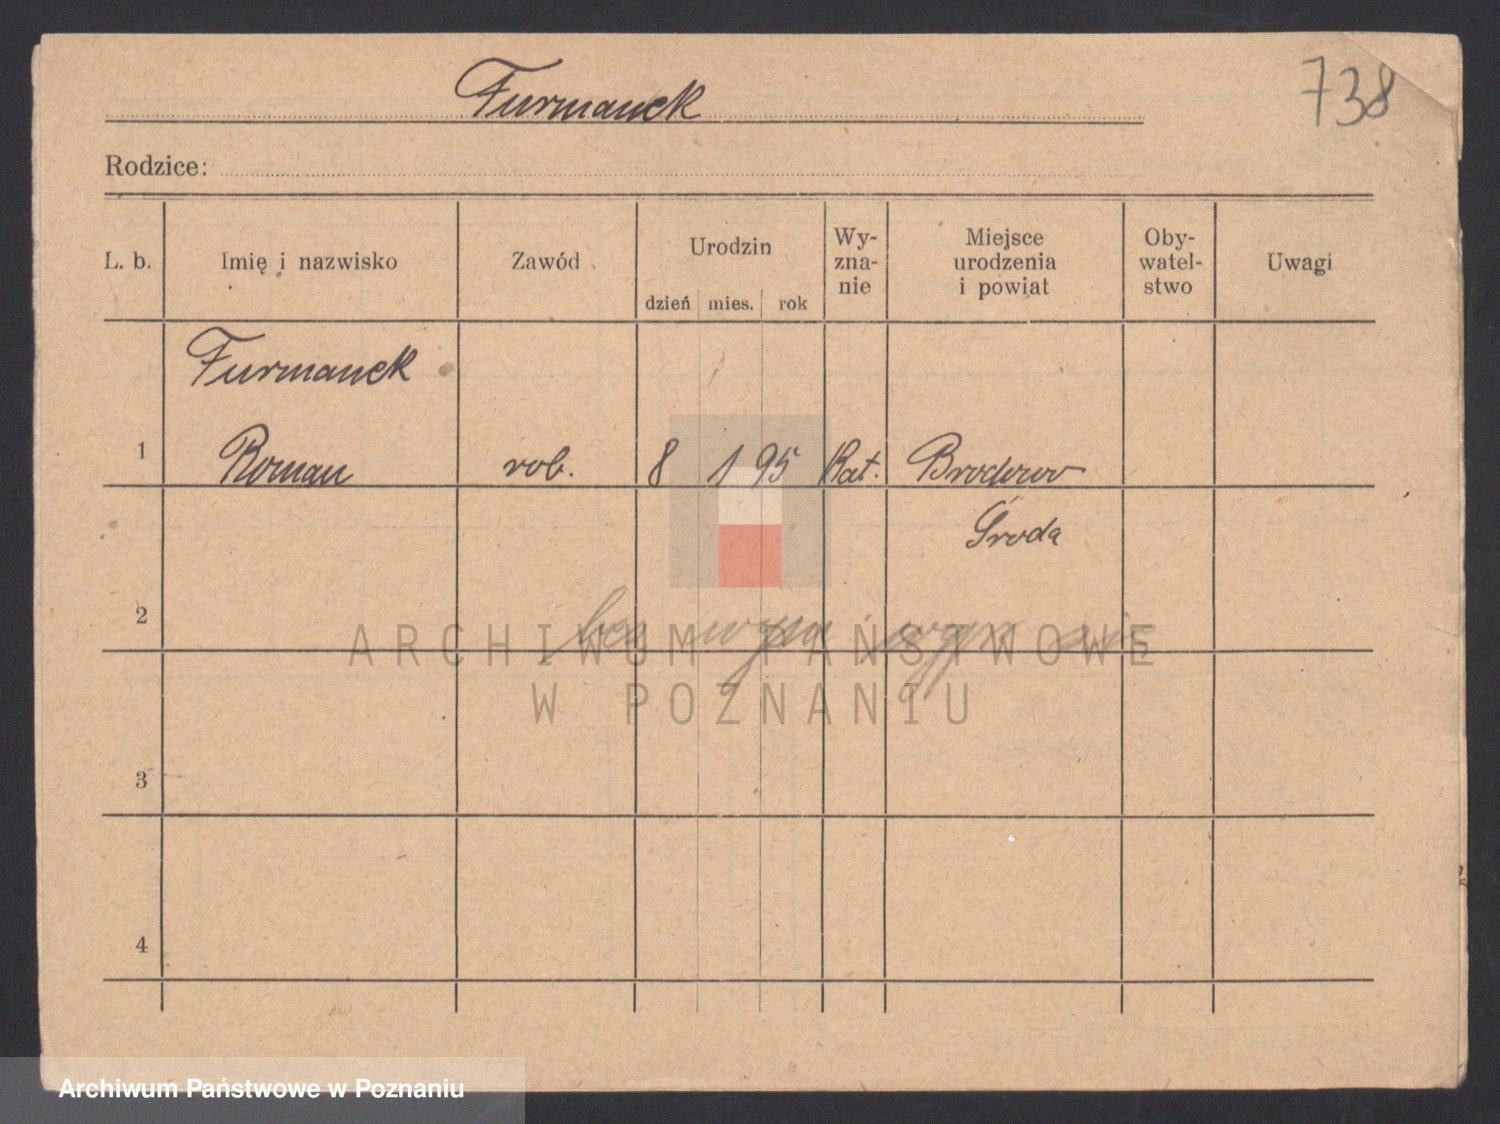 Furmanek
738
Rodzice:
L. b.
Imię i nazwisko
Zawód
Urodzin
dzień mies. rok
Wy-
zna-
nie
Miejsce
urodzenia
i powiat
Oby-
watel-
stwo
Uwagi
Furmanek
1 Roman rob. 8 1 95 Kat. Brodowo
Środa
2
3
4
ARCHIWUM PAŃSTWOWE
W POZNANIU
Archiwum Państwowe w Poznaniu